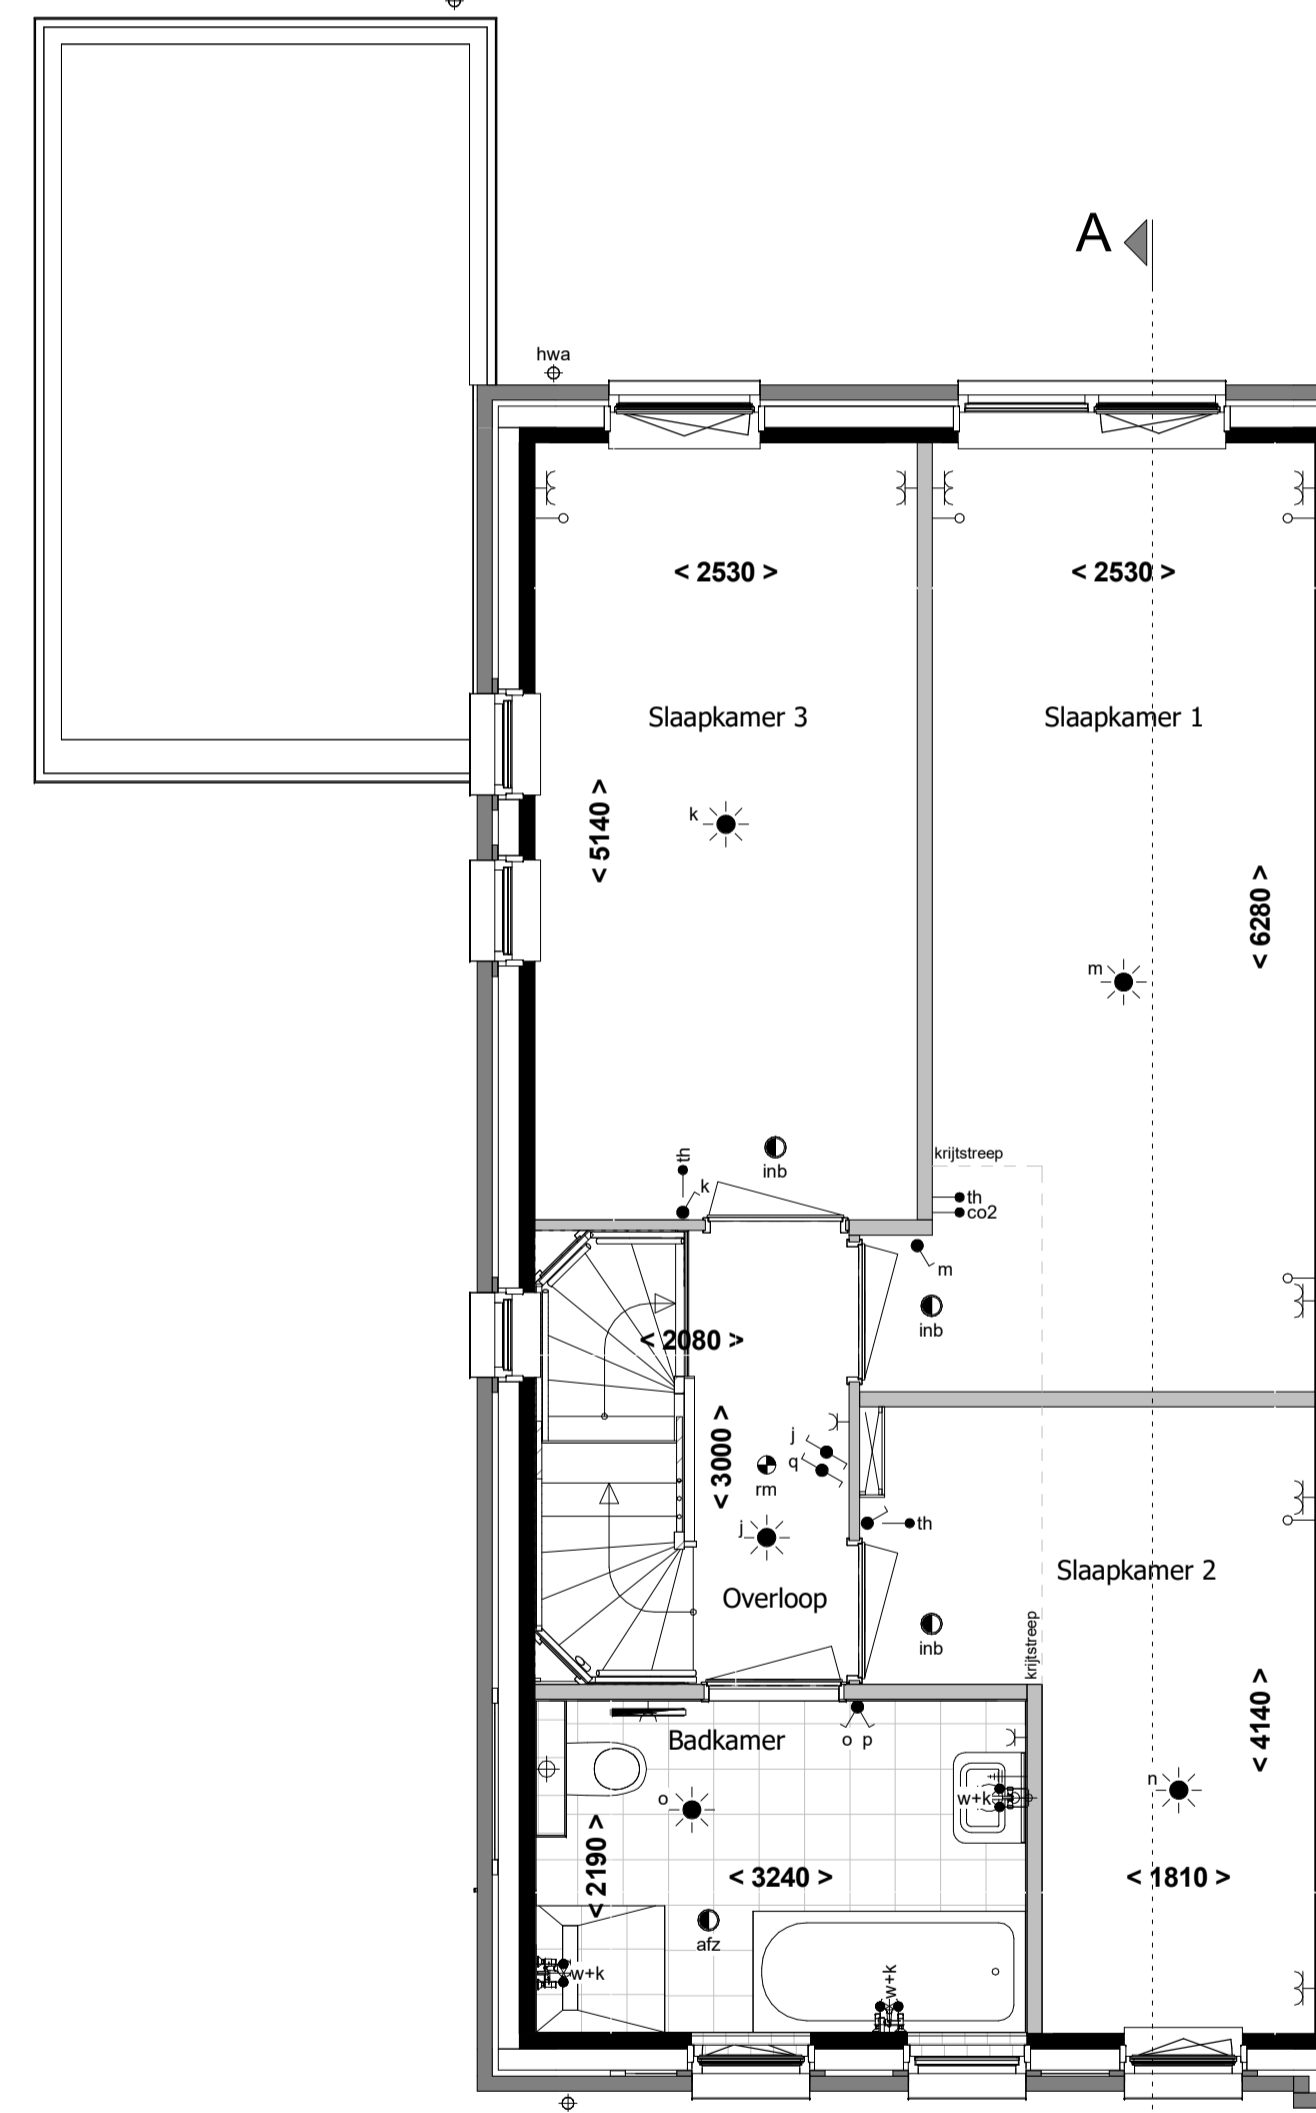 A
hwa
< 2530 >
< 2530 >
Slaapkamer 3
Slaapkamer 1
< 5140 >
k
< 6280 >
m
th
inb
krijtstreep
k
th
co2
m
inb
< 2080 >
< 3000 >
j
q
rm
th
j
Slaapkamer 2
Overloop
inb
krijtstreep
< 4140 >
Badkamer
o p
n
o
w+k
< 2190 >
< 3240 >
< 1810 >
afz
w+k
w+k